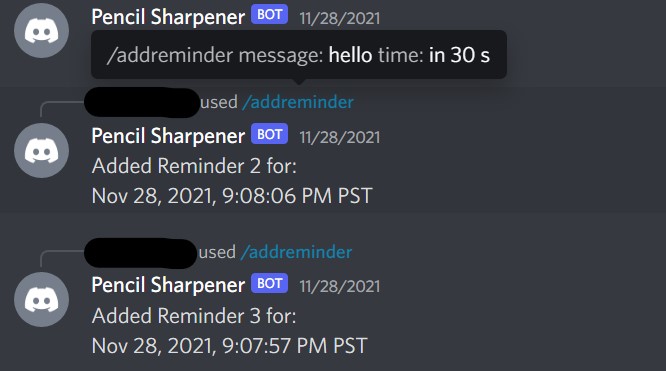 Pencil Sharpener BOT 11/28/2021
/addreminder message: hello time: in 30 s
used /addreminder
Pencil Sharpener BOT 11/28/2021
Added Reminder 2 for:
Nov 28, 2021, 9:08:06 PM PST
used /addreminder
Pencil Sharpener BOT 11/28/2021
Added Reminder 3 for:
Nov 28, 2021, 9:07:57 PM PST